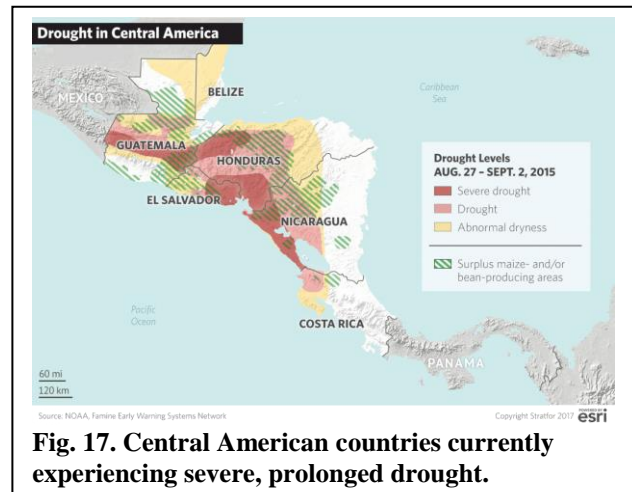 Drought in Central America
MEXICO
BELIZE
Caribbean
Sea
GUATEMALA
HONDURAS
EL SALVADOR
NICARAGUA
Drought Levels
AUG. 27 – SEPT. 2, 2015
Severe drought
Drought
Abnormal dryness
Surplus maize- and/or
bean-producing areas
Pacific
Ocean
COSTA RICA
PANAMA
60 mi
120 km
Source: NOAA, Famine Early Warning Systems Network
Copyright Stratfor 2017
POWERED BY
esri
Fig. 17. Central American countries currently
experiencing severe, prolonged drought.